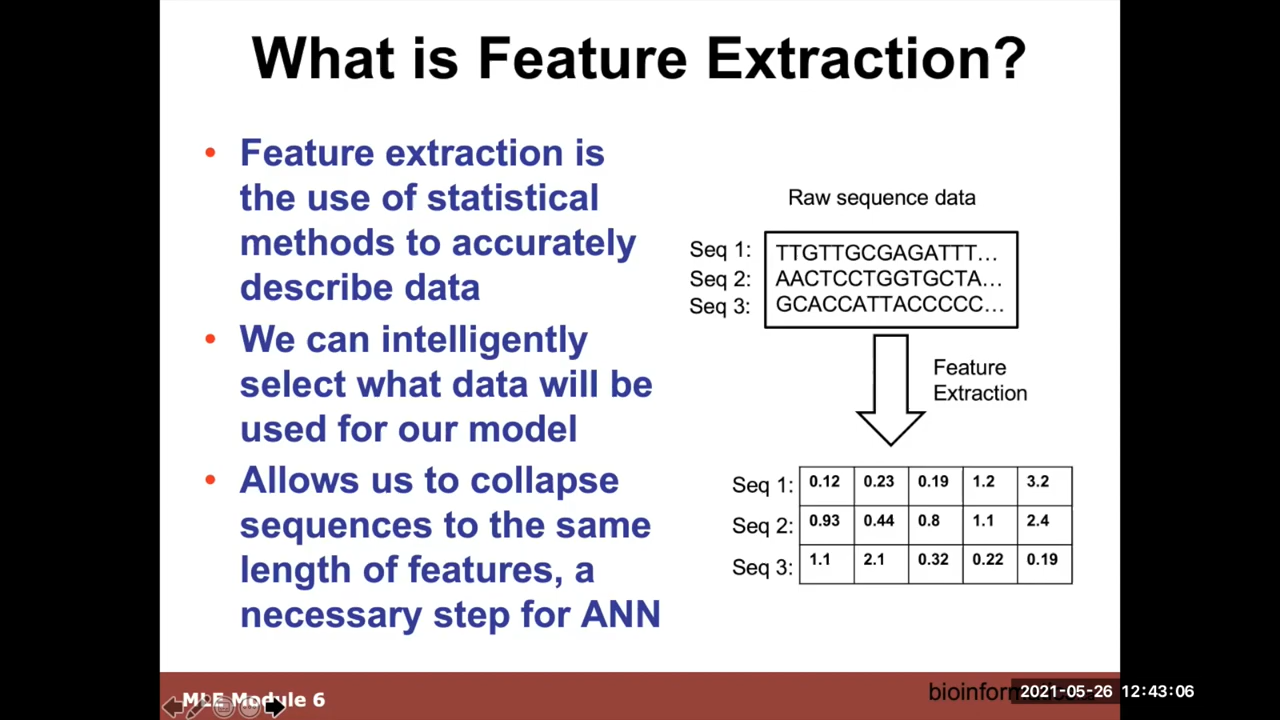 What is Feature Extraction?
• Feature extraction is
the use of statistical
methods to accurately
describe data
• We can intelligently
select what data will be
used for our model
• Allows us to collapse
sequences to the same
length of features, a
necessary step for ANN
Raw sequence data
Seq 1: TTGTTGCGAGATTT…
Seq 2: AACTCCTGGTGCTA…
Seq 3: GCACCATTACCCCC…
Feature
Extraction
Seq 1: 0.12 0.23 0.19 1.2 3.2
Seq 2: 0.93 0.44 0.8 1.1 2.4
Seq 3: 1.1 2.1 0.32 0.22 0.19
MLE Module 6
2021-05-26 12:43:06